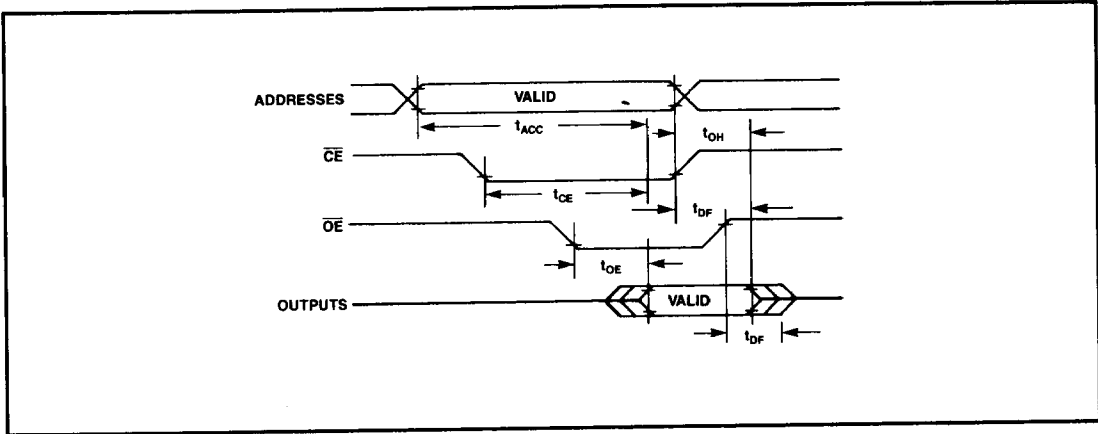 ADDRESSES
VALID
tACC
tOH
CE
tCE
tDF
OE
tOE
OUTPUTS
VALID
tDF